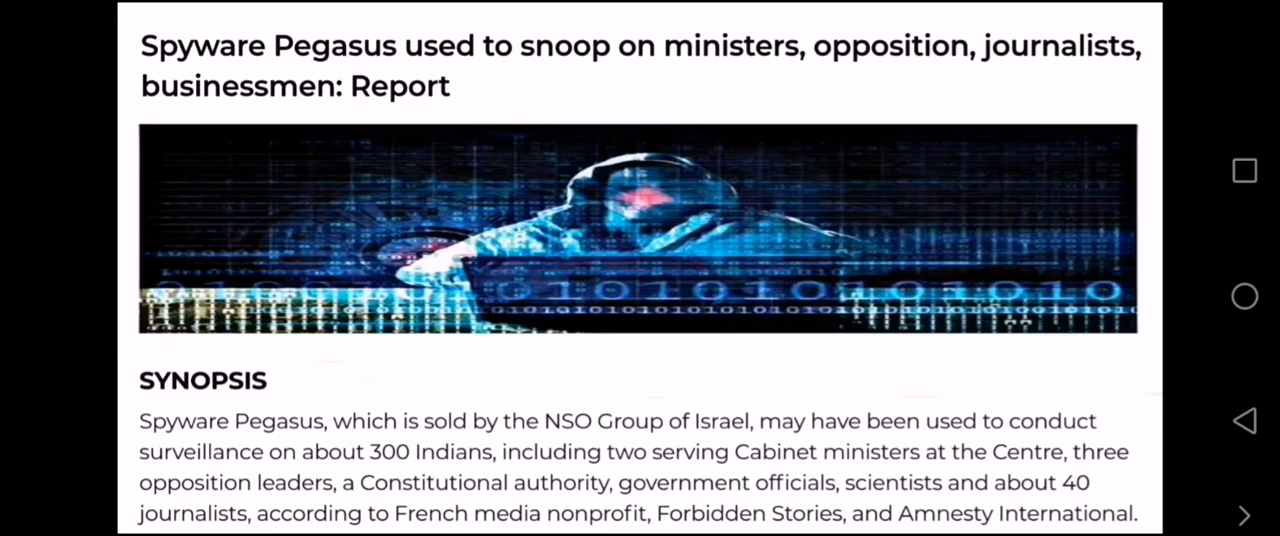 Spyware Pegasus used to snoop on ministers, opposition, journalists,
businessmen: Report
01010101010101010
SYNOPSIS
Spyware Pegasus, which is sold by the NSO Group of Israel, may have been used to conduct
surveillance on about 300 Indians, including two serving Cabinet ministers at the Centre, three
opposition leaders, a Constitutional authority, government officials, scientists and about 40
journalists, according to French media nonprofit, Forbidden Stories, and Amnesty International.